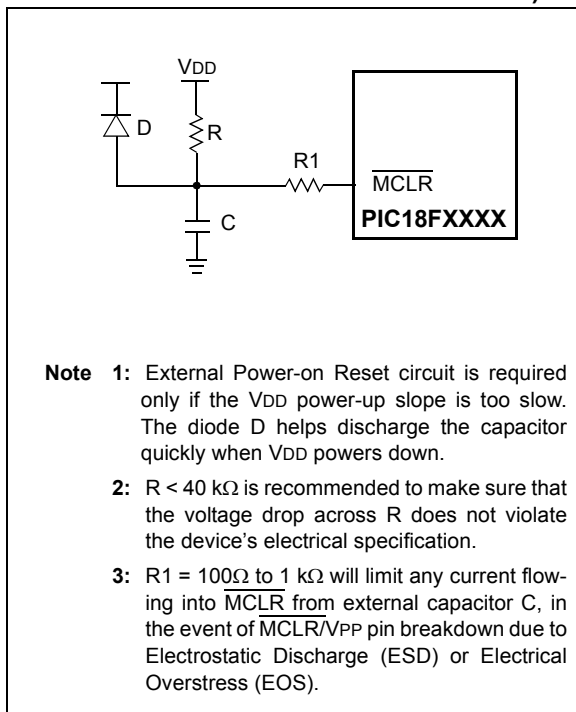 VDD
D
R
R1
MCLR
PIC18FXXXX
C
Note 1: External Power-on Reset circuit is required
only if the VDD power-up slope is too slow.
The diode D helps discharge the capacitor
quickly when VDD powers down.
2: R < 40 kΩ is recommended to make sure that
the voltage drop across R does not violate
the device's electrical specification.
3: R1 = 100Ω to 1 kΩ will limit any current flow-
ing into MCLR from external capacitor C, in
the event of MCLR/VPP pin breakdown due to
Electrostatic Discharge (ESD) or Electrical
Overstress (EOS).